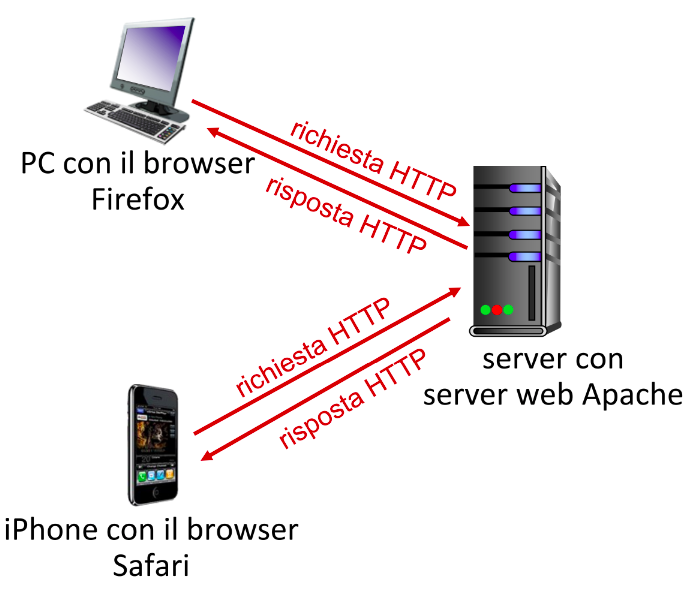 richiesta HTTP
PC con il browser
Firefox
risposta HTTP
richiesta HTTP
server con
server web Apache
risposta HTTP
iPhone con il browser
Safari